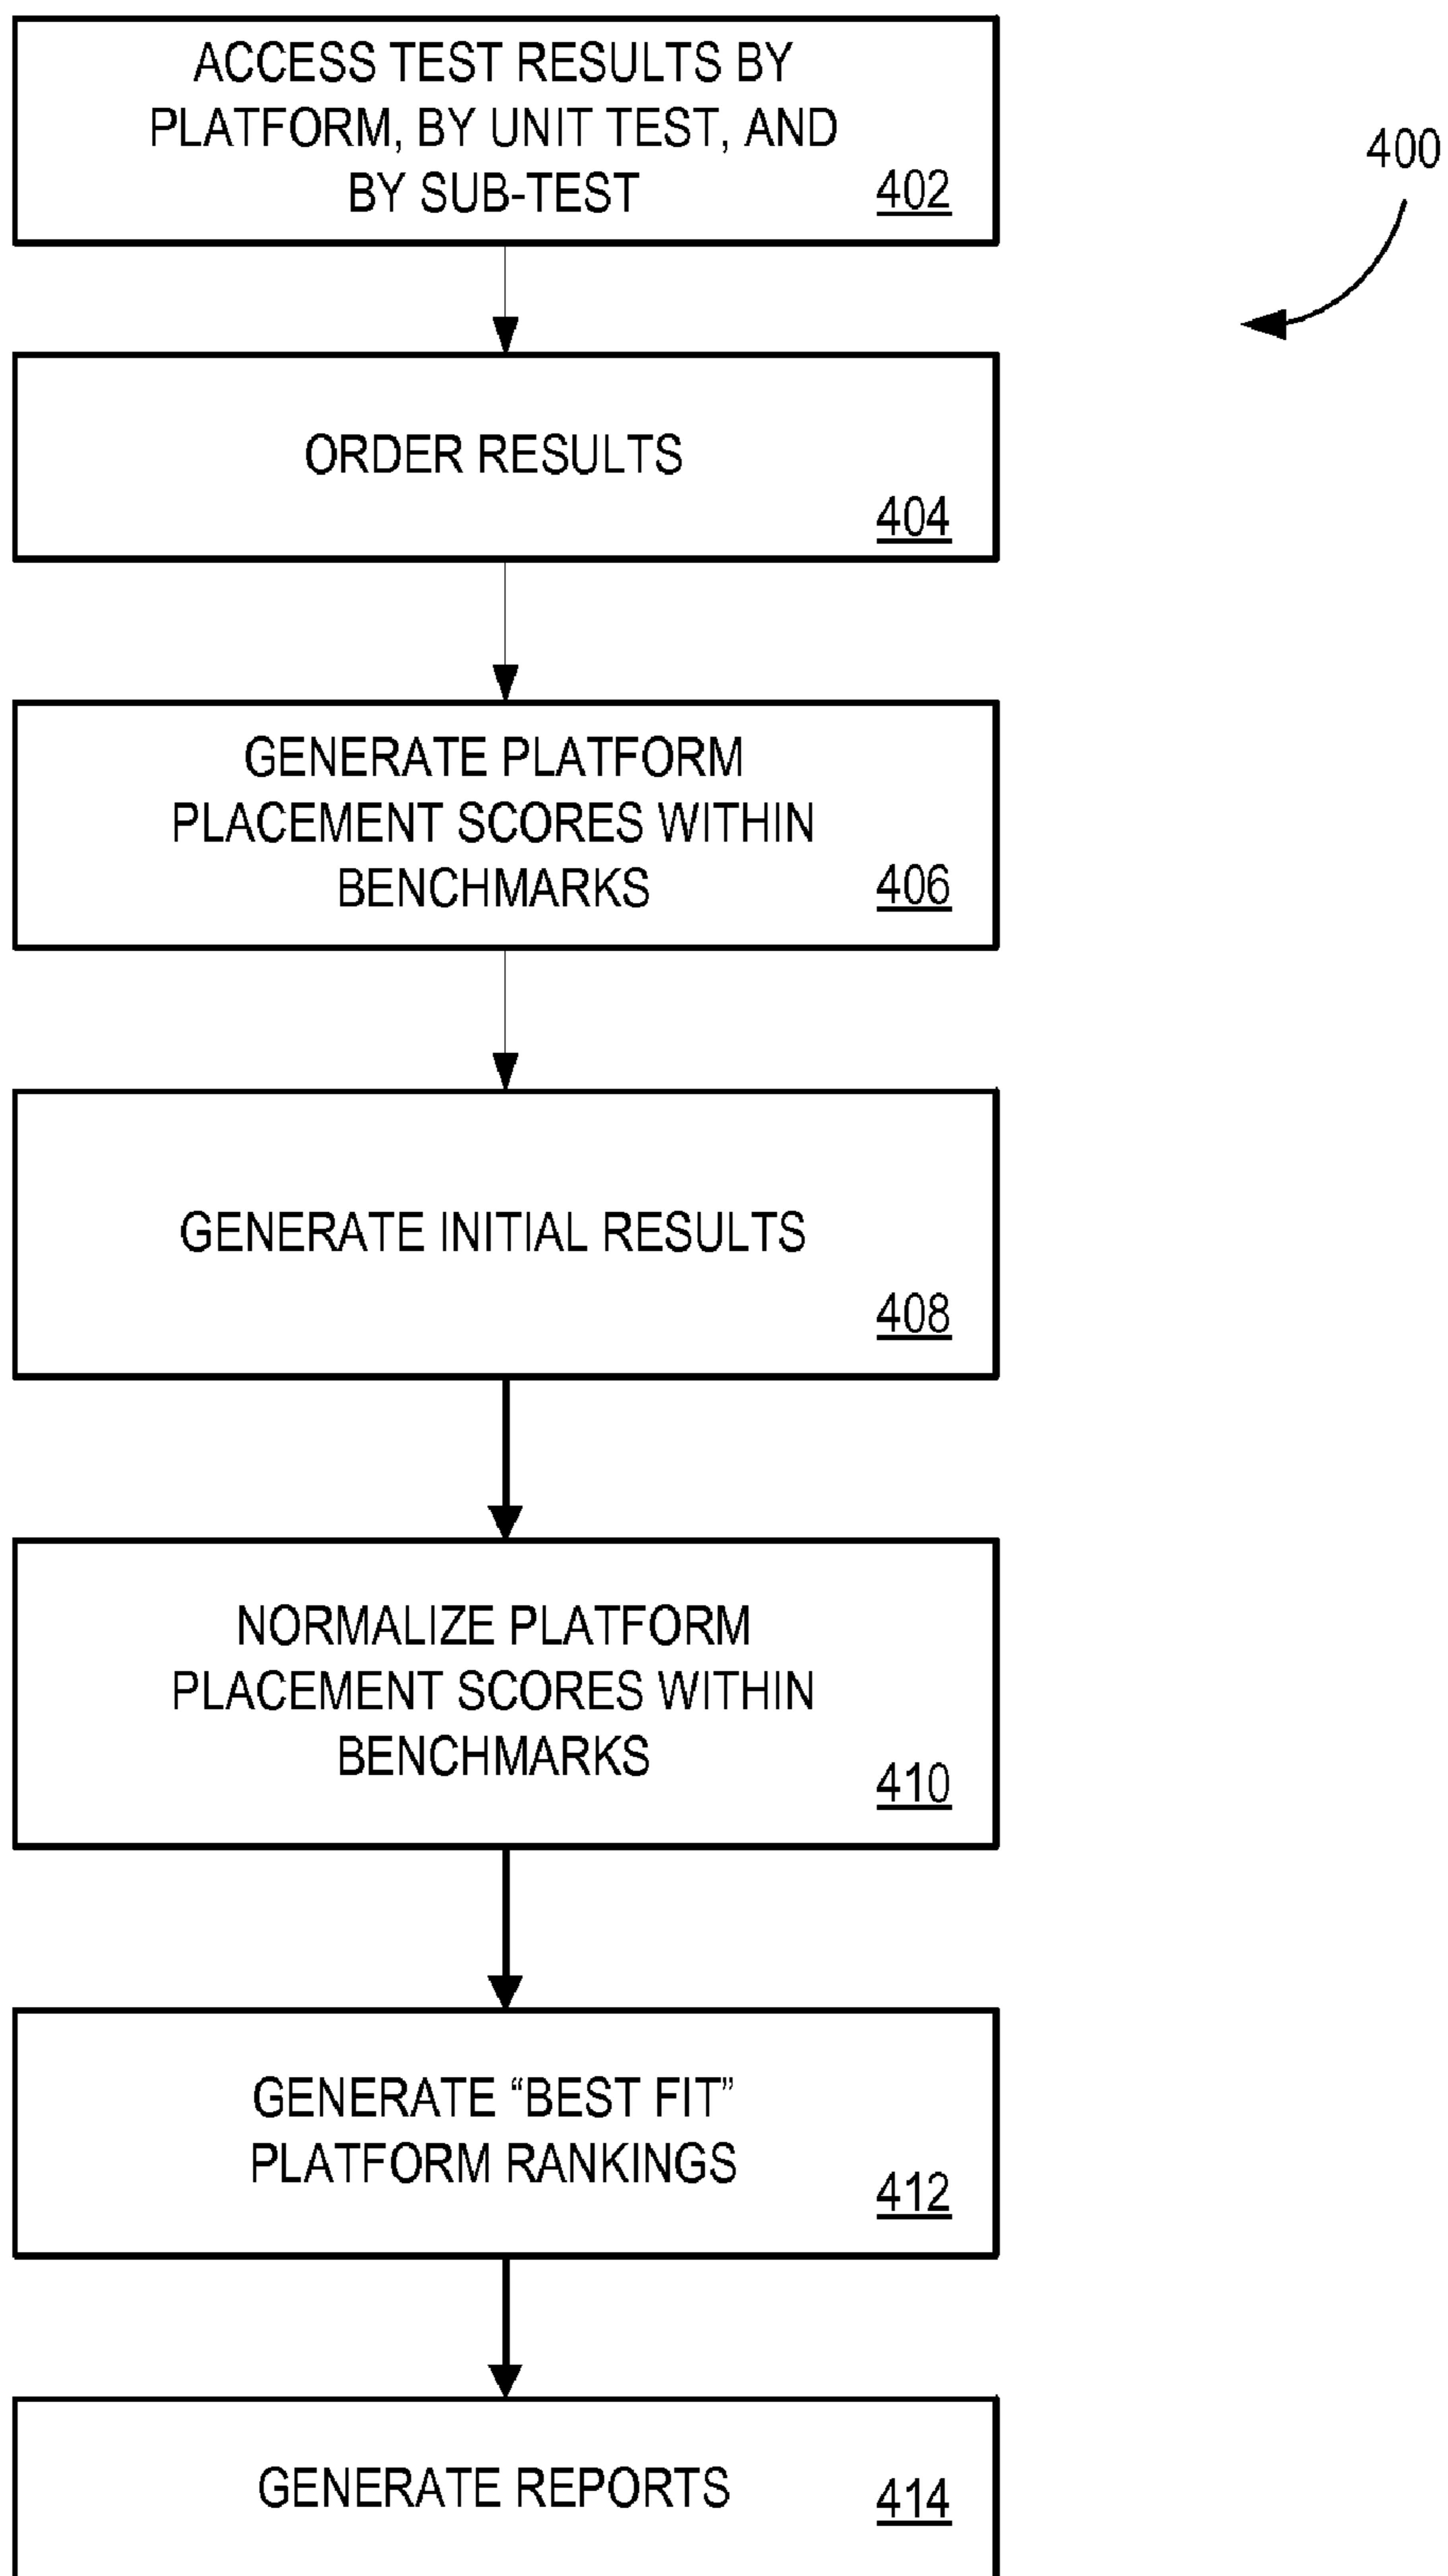 ACCESS TEST RESULTS BY
PLATFORM, BY UNIT TEST, AND
BY SUB-TEST
402
400
ORDER RESULTS
404
GENERATE PLATFORM
PLACEMENT SCORES WITHIN
BENCHMARKS
406
GENERATE INITIAL RESULTS
408
NORMALIZE PLATFORM
PLACEMENT SCORES WITHIN
BENCHMARKS
410
GENERATE “BEST FIT”
PLATFORM RANKINGS
412
GENERATE REPORTS
414